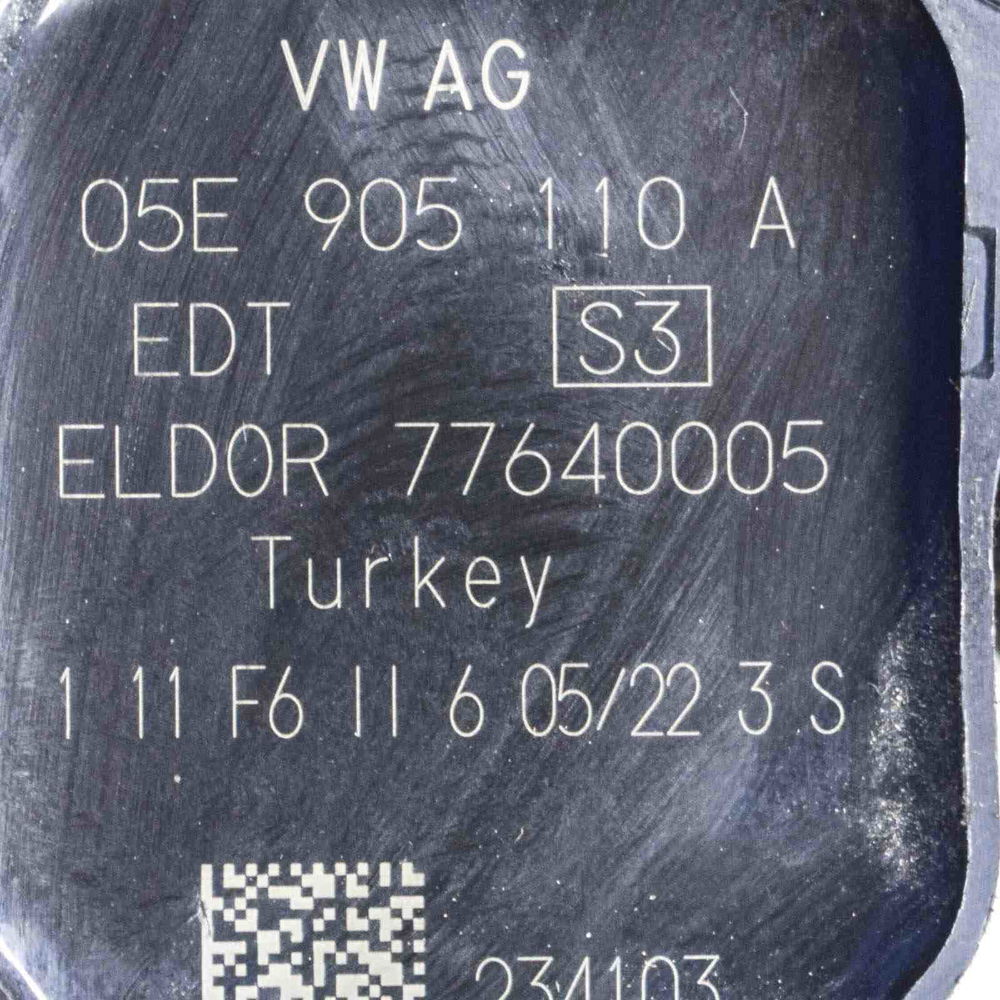 VW AG
05E 905 110 A
EDT S3
ELDOR 77640005
Turkey
1 11 F6 II 6 05/22 3 S
234103